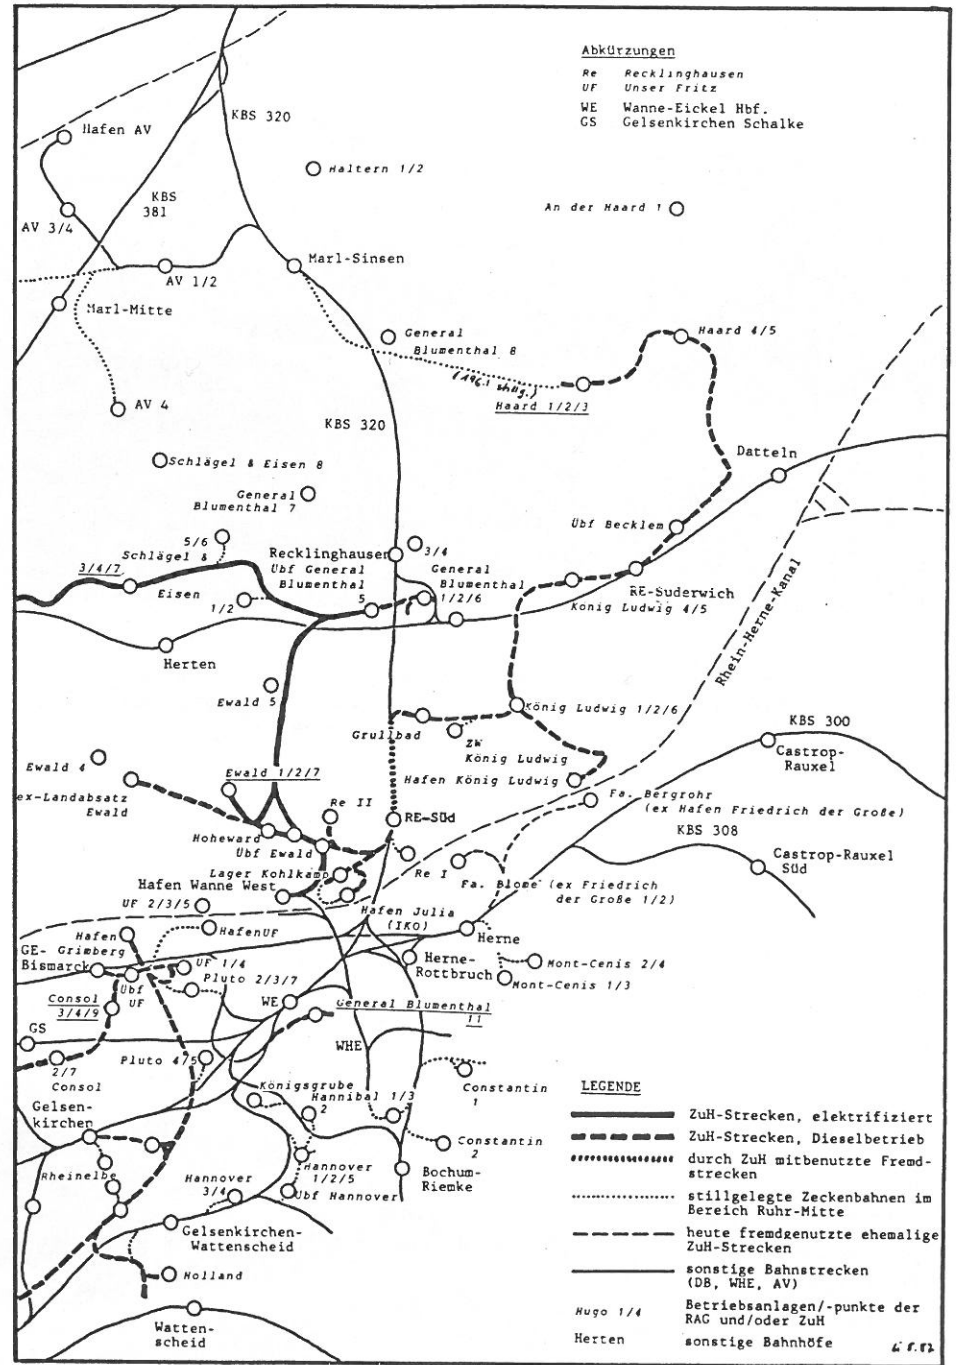 Abkürzungen
Re Recklinghausen
UF Unser Fritz
WE Wanne-Eickel Hbf.
GS Gelsenkirchen Schalke
KBS 320
Hafen AV
Haltern 1/2
KBS
381
An der Haard 1
AV 3/4
Marl-Sinsen
AV 1/2
Marl-Mitte
General
Blumenthal 8
Haard 4/5
Haard 1/2/3
AV 4
KBS 320
Datteln
Schlägel & Eisen 8
General
Blumenthal 7
Übf Becklem
5/6
Schlägel &
3/4/7
Eisen
1/2
Recklinghausen
Übf General
Blumenthal
5
3/4
General
Blumenthal
1/2/6
RE-Suderwich
König Ludwig 4/5
Rhein-Herne-Kanal
Herten
Ewald 5
König Ludwig 1/2/6
Grullbad
ZW
König Ludwig
KBS 300
Castrop-
Rauxel
Ewald 4
Ewald 1/2/7
Hafen König Ludwig
ex-Landabsatz
Ewald
Re II
Fa. Bergrohr
(ex Hafen Friedrich der Große)
RE-Süd
KBS 308
Hoheward
Übf Ewald
Castrop-Rauxel
Süd
Lager Kohlkamp
Re I
Hafen Wanne West
Fa. Blome (ex Friedrich
der Große 1/2)
UF 2/3/5
Hafen Julia
(IKO)
Hafen
Grimberg
HafenUF
Herne
GE-
Bismarck
UF 1/4
Herne-
Rottbruch
Mont-Cenis 2/4
Übf
UF
Pluto 2/3/7
Mont-Cenis 1/3
Consol
3/4/9
WE
General Blumenthal
11
GS
WHE
2/7
Consol
Pluto 4/5
Constantin
1
Königsgrube
Hannibal 1/3
2
Gelsen-
kirchen
Constantin
2
Rheinelbe
Hannover
1/2/5
Bochum-
Riemke
Hannover
3/4
Übf Hannover
Gelsenkirchen-
Wattenscheid
Holland
Watten-
scheid
LEGENDE
ZuH-Strecken, elektrifiziert
ZuH-Strecken, Dieselbetrieb
durch ZuH mitbenutzte Fremd-
strecken
stillgelegte Zeckenbahnen im
Bereich Ruhr-Mitte
heute fremdgenutzte ehemalige
ZuH-Strecken
sonstige Bahnstrecken
(DB, WHE, AV)
Hugo 1/4 Betriebsanlagen/-punkte der
RAG und/oder ZuH
Herten sonstige Bahnhöfe